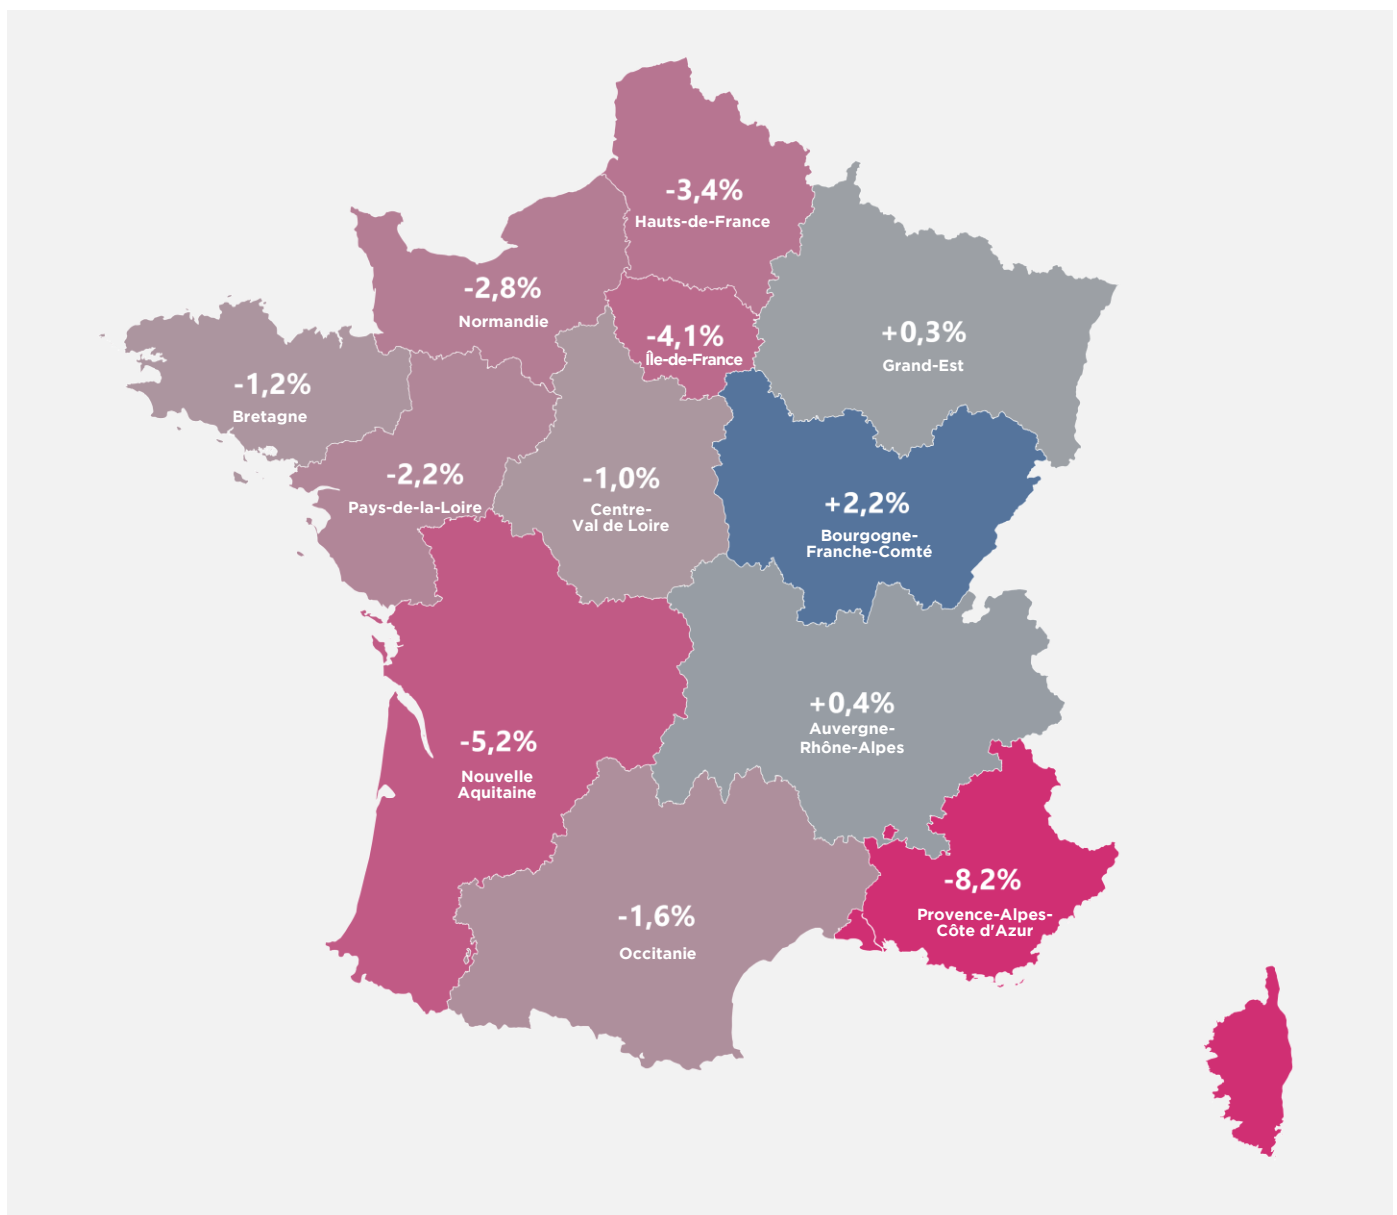 -3,4%
Hauts-de-France
-2,8%
Normandie
-4,1%
Île-de-France
+0,3%
Grand-Est
-1,2%
Bretagne
-2,2%
Pays-de-la-Loire
-1,0%
Centre-
Val de Loire
+2,2%
Bourgogne-
Franche-Comté
+0,4%
Auvergne-
Rhône-Alpes
-5,2%
Nouvelle
Aquitaine
-8,2%
Provence-Alpes-
Côte d'Azur
-1,6%
Occitanie